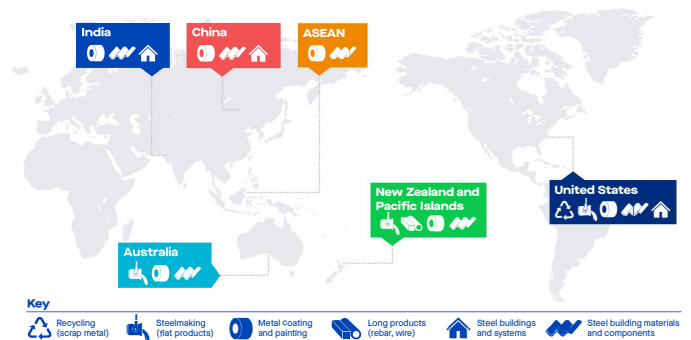 India
China
ASEAN
New Zealand and
Pacific Islands
United States
Australia
Key
Recycling
(scrap metal)
Steelmaking
(flat products)
Metal coating
and painting
Long products
(rebar, wire)
Steel buildings
and systems
Steel building materials
and components